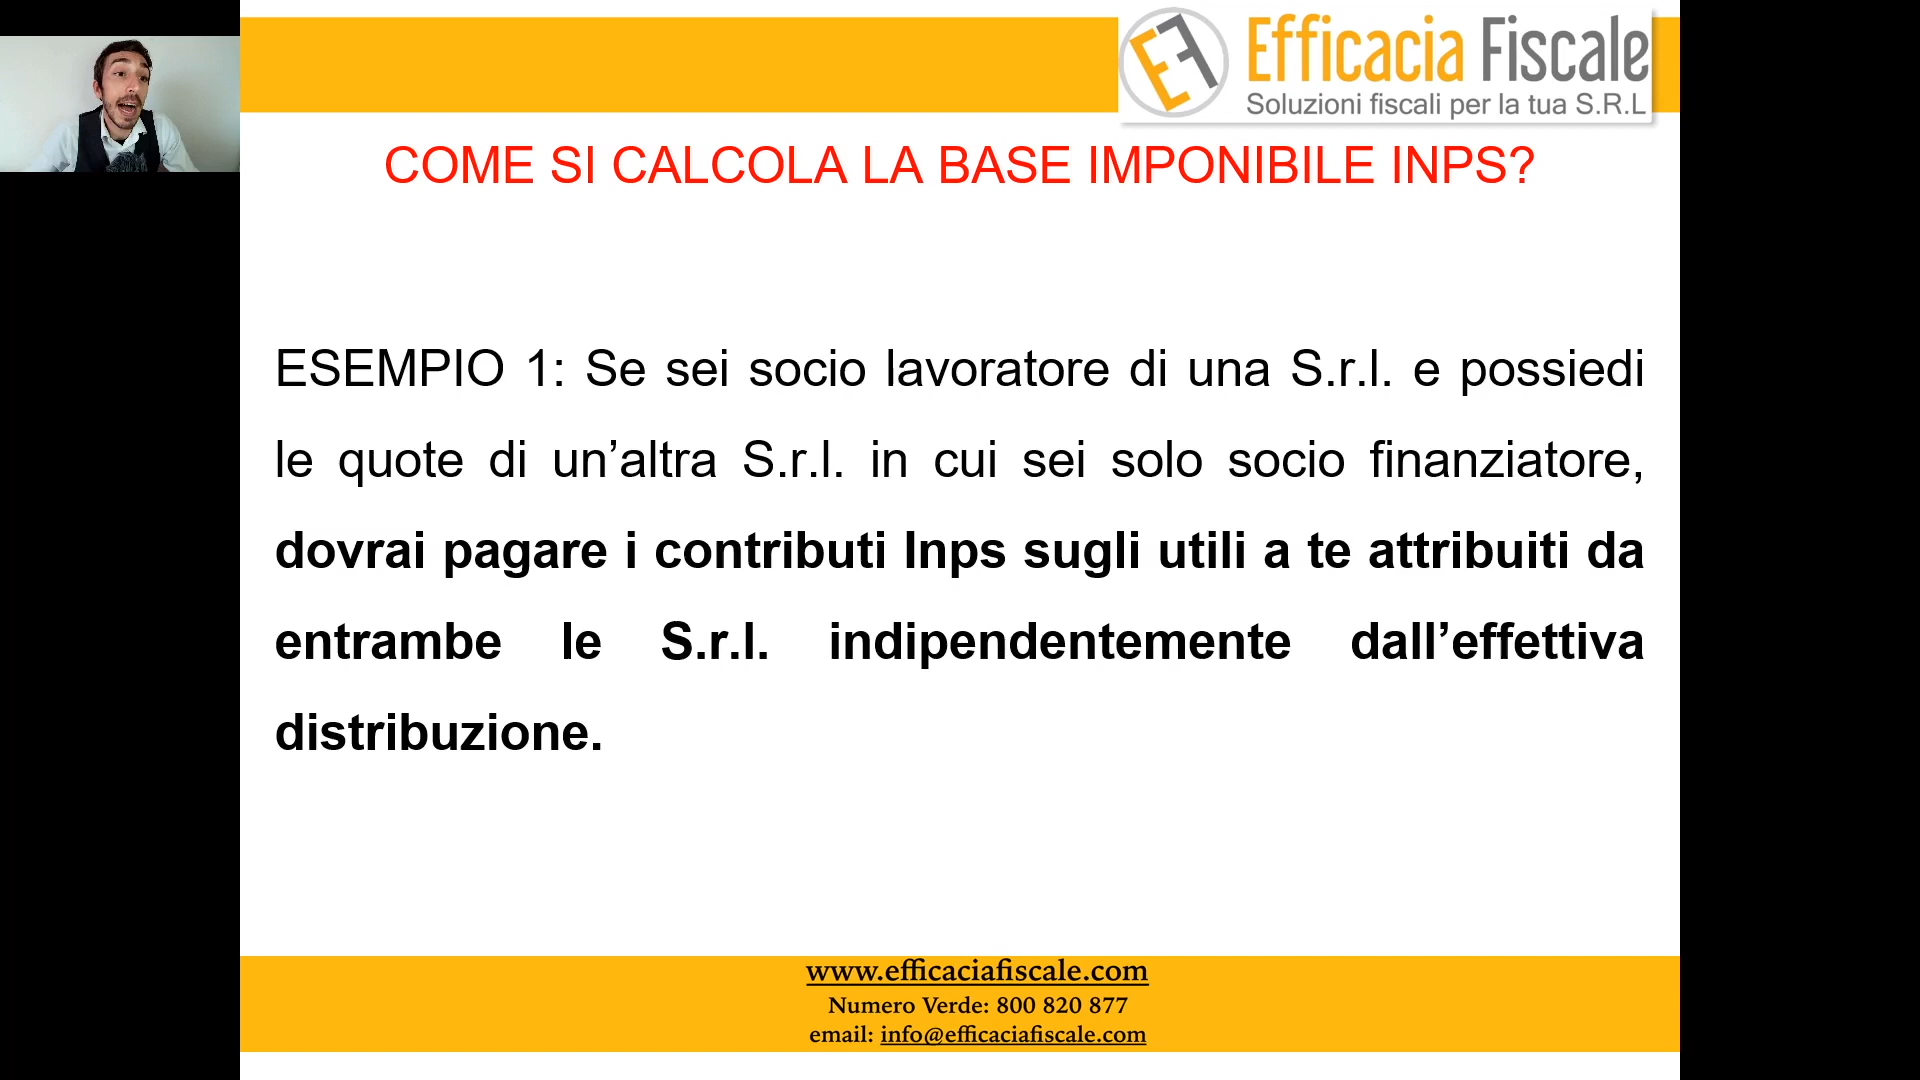 Efficacia Fiscale
Soluzioni fiscali per la tua S.R.L
COME SI CALCOLA LA BASE IMPONIBILE INPS?
ESEMPIO 1: Se sei socio lavoratore di una S.r.l. e possiedi
le quote di un’altra S.r.l. in cui sei solo socio finanziatore,
dovrai pagare i contributi Inps sugli utili a te attribuiti da
entrambe le S.r.l. indipendentemente dall’effettiva
distribuzione.
www.efficaciafiscale.com
Numero Verde: 800 820 877
email: info@efficaciafiscale.com